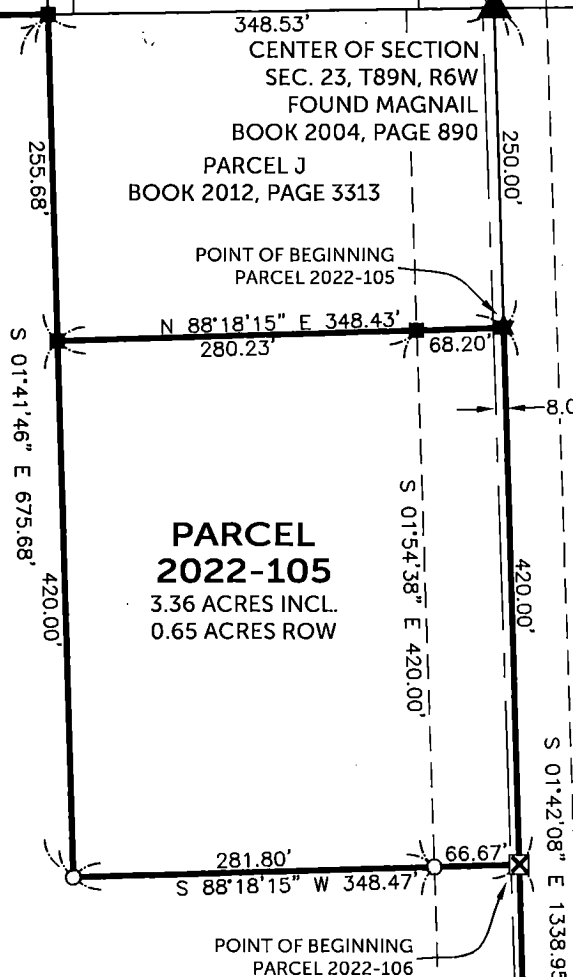 348.53'
CENTER OF SECTION
SEC. 23, T89N, R6W
FOUND MAGNAIL
BOOK 2004, PAGE 890
255.68'
250.00'
PARCEL J
BOOK 2012, PAGE 3313
POINT OF BEGINNING
PARCEL 2022-105
N 88°18'15" E 348.43'
280.23'
68.20'
S 01°41'46" E 675.68'
8.0
S 01°54'38" E 420.00'
PARCEL
2022-105
3.36 ACRES INCL.
0.65 ACRES ROW
420.00'
420.00'
S 01°42'08" E 1338.95
281.80'
66.67'
S 88°18'15" W 348.47'
POINT OF BEGINNING
PARCEL 2022-106